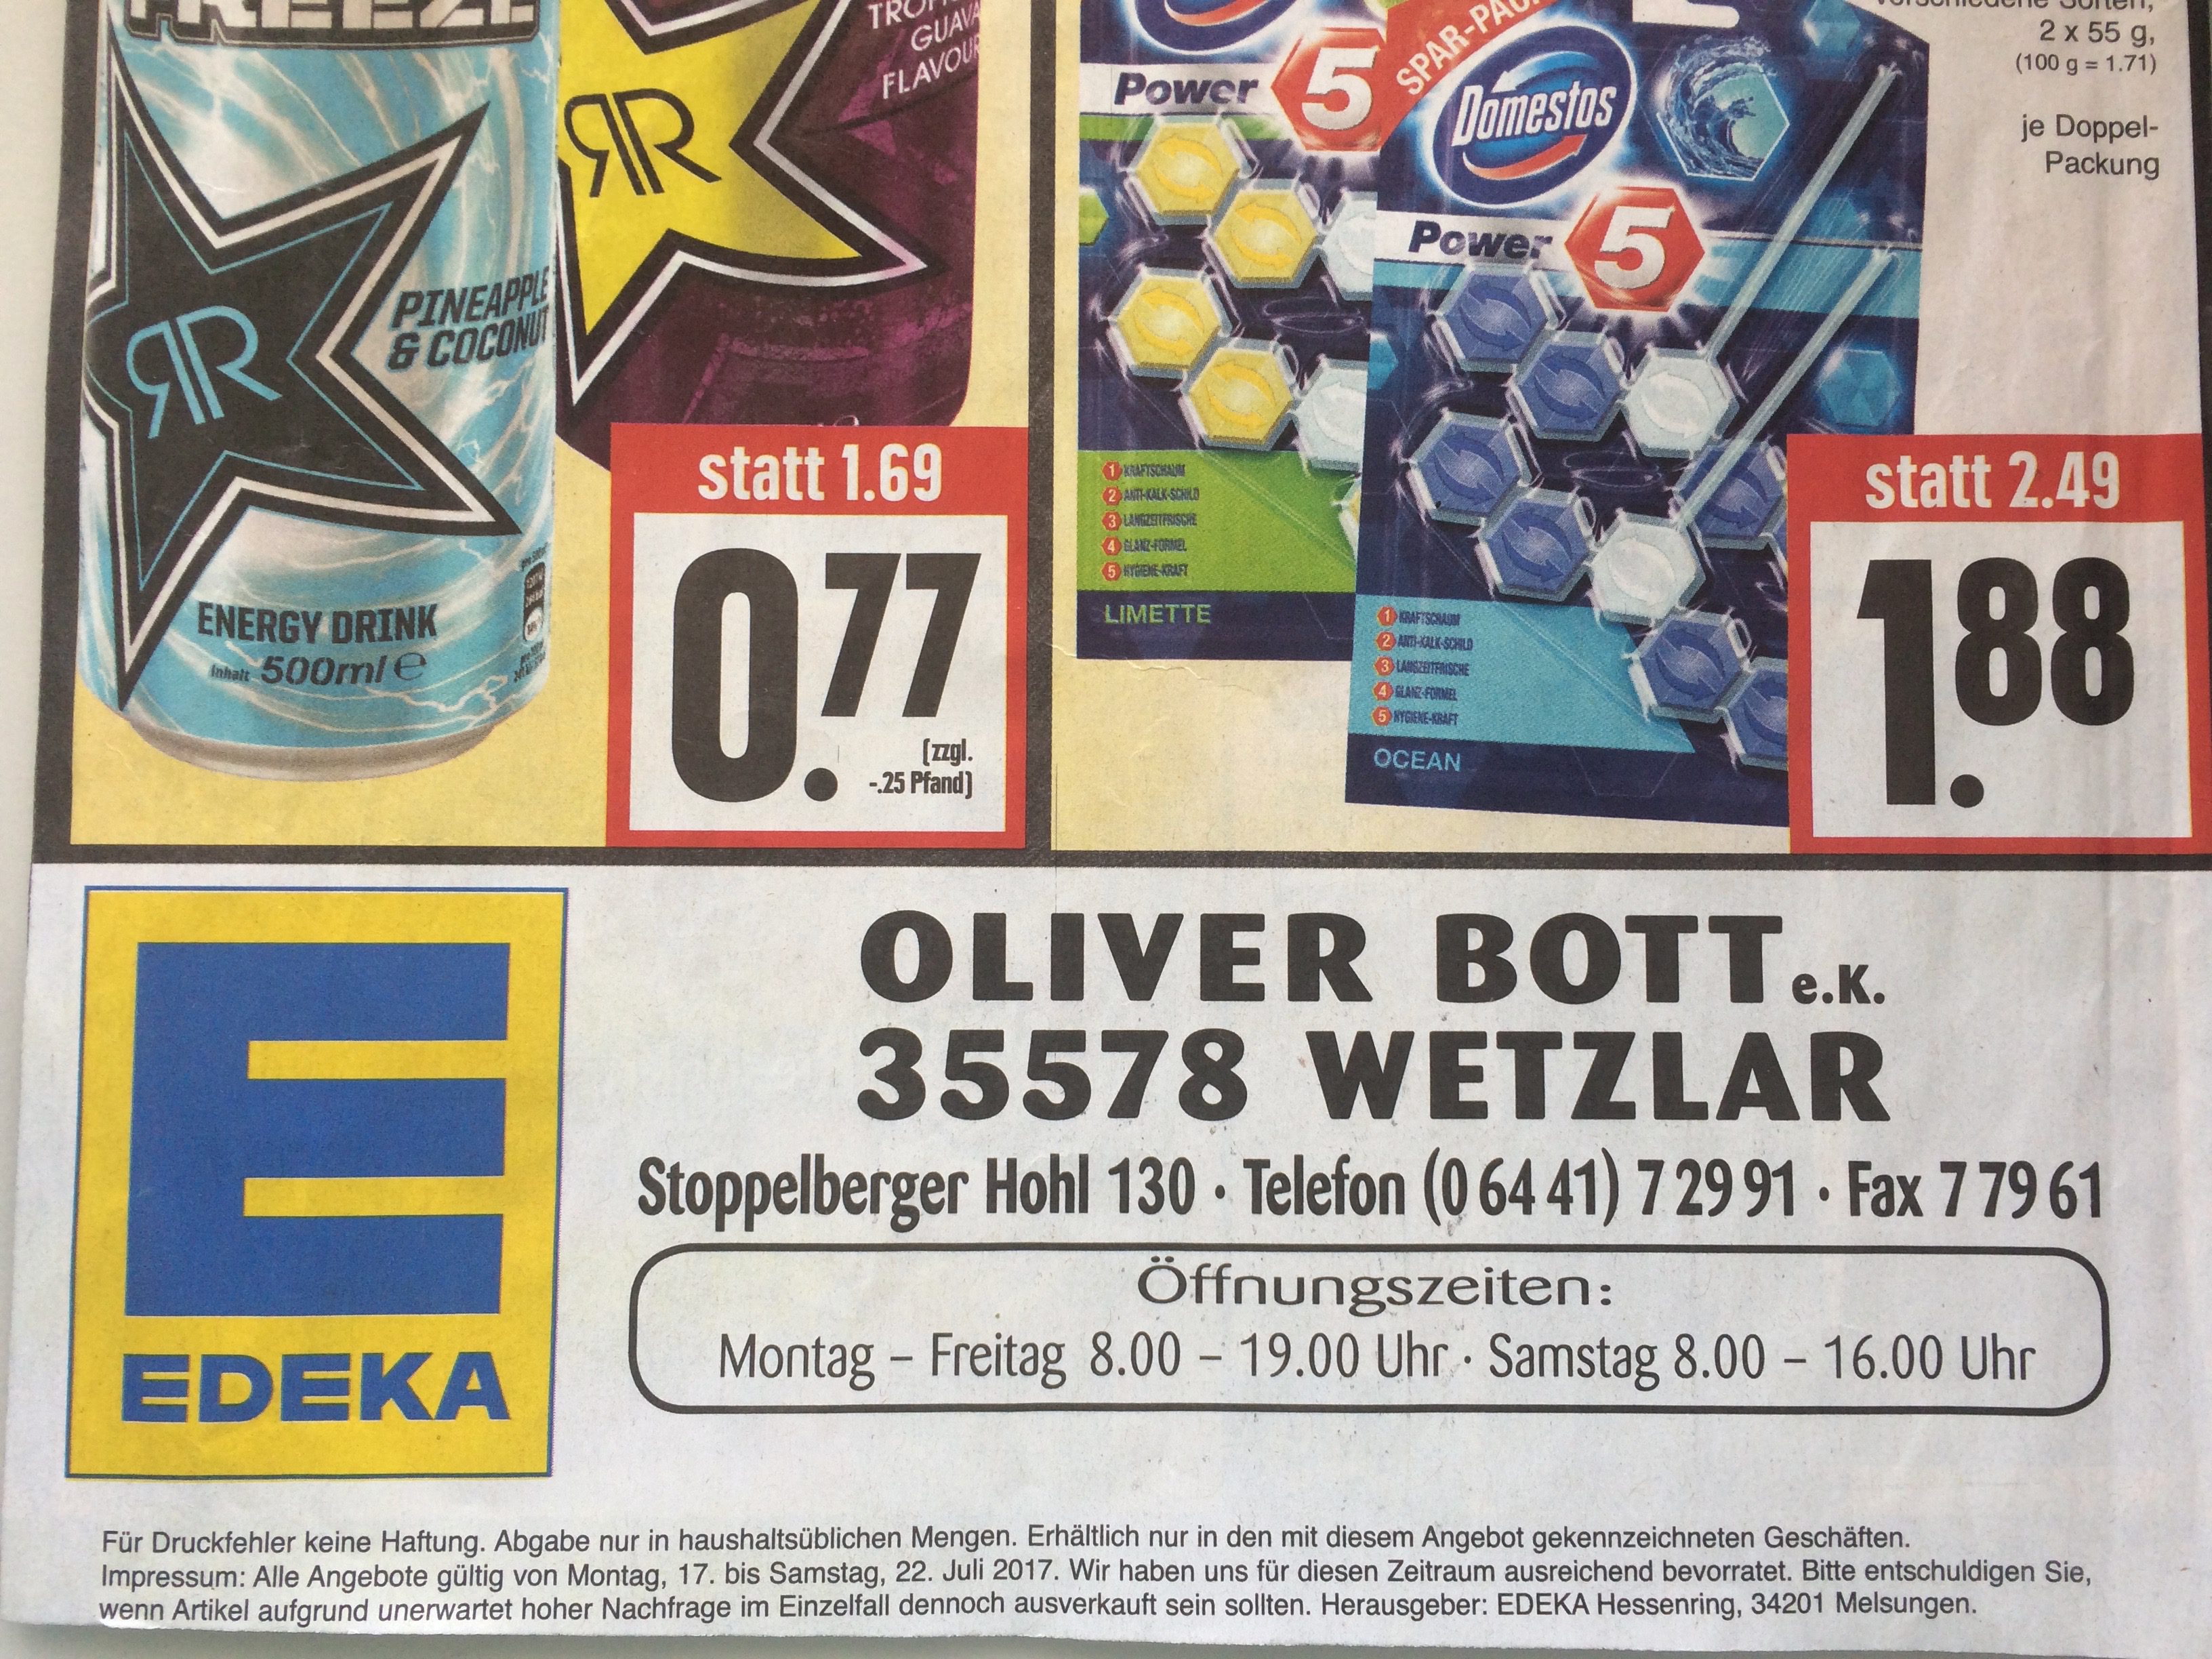 FREEZE
PINEAPPLE
& COCONUT
ЯR
ENERGY DRINK
Inhalt 500ml e
GUAVA
FLAVOUR
ЯR
statt 1.69
0.77
(zzgl.
-.25 Pfand)
Power 5
1 KRAFTSCHAUM
2 ANTI-KALK-SCHILD
3 LANGZEITFRISCHE
4 GLANZ-FORMEL
5 HYGIENE-KRAFT
LIMETTE
SPAR-PACK
Domestos
Power 5
1 KRAFTSCHAUM
2 ANTI-KALK-SCHILD
3 LANGZEITFRISCHE
4 GLANZ-FORMEL
5 HYGIENE-KRAFT
OCEAN
verschiedene Sorten,
2 x 55 g,
(100 g = 1.71)
je Doppel-
Packung
statt 2.49
1.88
EDEKA
OLIVER BOTT e.K.
35578 WETZLAR
Stoppelberger Hohl 130 · Telefon (0 64 41) 7 29 91 · Fax 7 79 61
Öffnungszeiten:
Montag – Freitag 8.00 – 19.00 Uhr · Samstag 8.00 – 16.00 Uhr
Für Druckfehler keine Haftung. Abgabe nur in haushaltsüblichen Mengen. Erhältlich nur in den mit diesem Angebot gekennzeichneten Geschäften.
Impressum: Alle Angebote gültig von Montag, 17. bis Samstag, 22. Juli 2017. Wir haben uns für diesen Zeitraum ausreichend bevorratet. Bitte entschuldigen Sie,
wenn Artikel aufgrund unerwartet hoher Nachfrage im Einzelfall dennoch ausverkauft sein sollten. Herausgeber: EDEKA Hessenring, 34201 Melsungen.